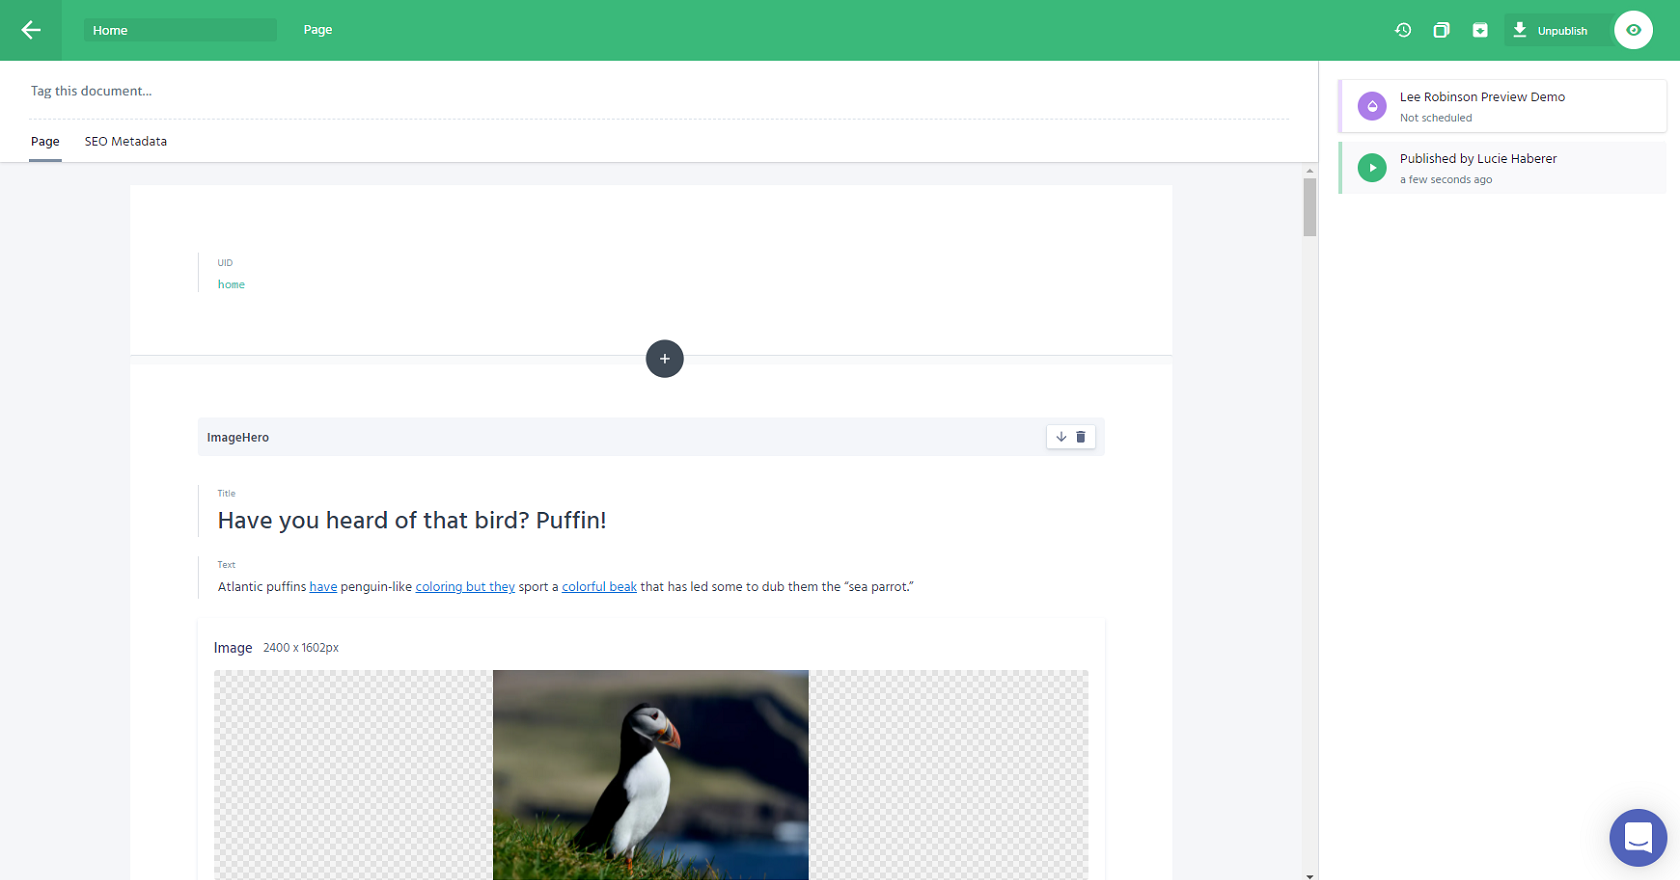 Home
Page
Unpublish
Tag this document...
Page
SEO Metadata
Lee Robinson Preview Demo
Not scheduled
Published by Lucie Haberer
a few seconds ago
UID
home
ImageHero
Title
Have you heard of that bird? Puffin!
Text
Atlantic puffins have penguin-like coloring but they sport a colorful beak that has led some to dub them the “sea parrot.”
Image 2400 x 1602px